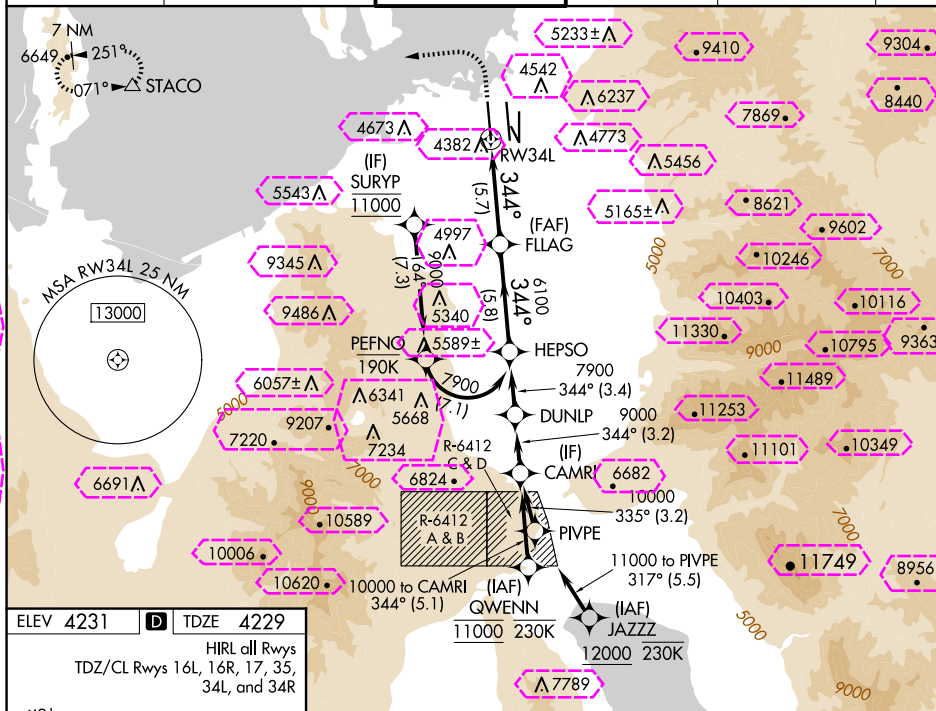 7 NM
6649
251°
071°
STACO
5233±
9410
9304
4542
6237
8440
7869
4673
4382
4773
RW34L
5456
(IF)
SURYP
11000
5543
344°
(5.7)
5165±
8621
9602
(FAF)
FLLAG
4997
5000
10246
7000
9345
164°
9000
(7.3)
MSA RW34L 25 NM
13000
6100
344°
(5.8)
5340
10403
10116
9486
11330
9363
10795
9000
PEFNO
190K
5589±
HEPSO
7900
(7.1)
7900
344° (3.4)
11489
6057±
5000
6341
5668
7234
DUNLP
11253
9207
7220
9000
344° (3.2)
R-6412
C & D
(IF)
CAMRI
11101
10349
7000
6824
6682
6691
9000
10000
335° (3.2)
R-6412
A & B
10589
PIVPE
7000
10006
10620
10000 to CAMRI
344° (5.1)
11000 to PIVPE
317° (5.5)
11749
8956
(IAF)
QWENN
11000 230K
(IAF)
JAZZZ
12000 230K
5000
7789
9000
ELEV 4231 D TDZE 4229
HIRL all Rwys
TDZ/CL Rwys 16L, 16R, 17, 35,
34L, and 34R